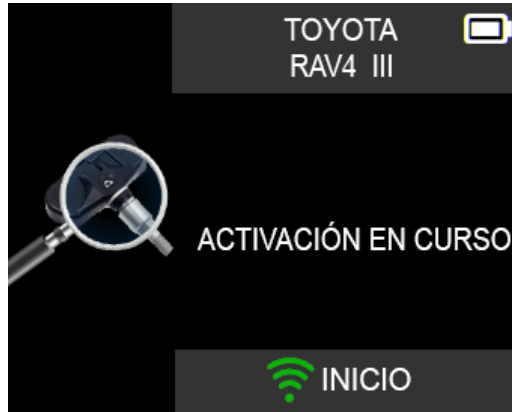 TOYOTA
RAV4 III
ACTIVACIÓN EN CURSO
INICIO